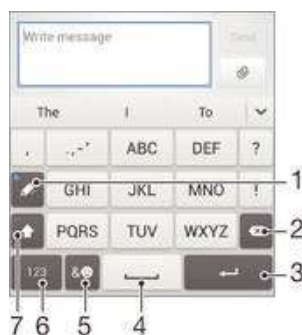 Write message
Send
The I To
, .,-' ABC DEF ?
GHI JKL MNO ! 1
PQRS TUV WXYZ 2
123 & 3
7 6 5 4